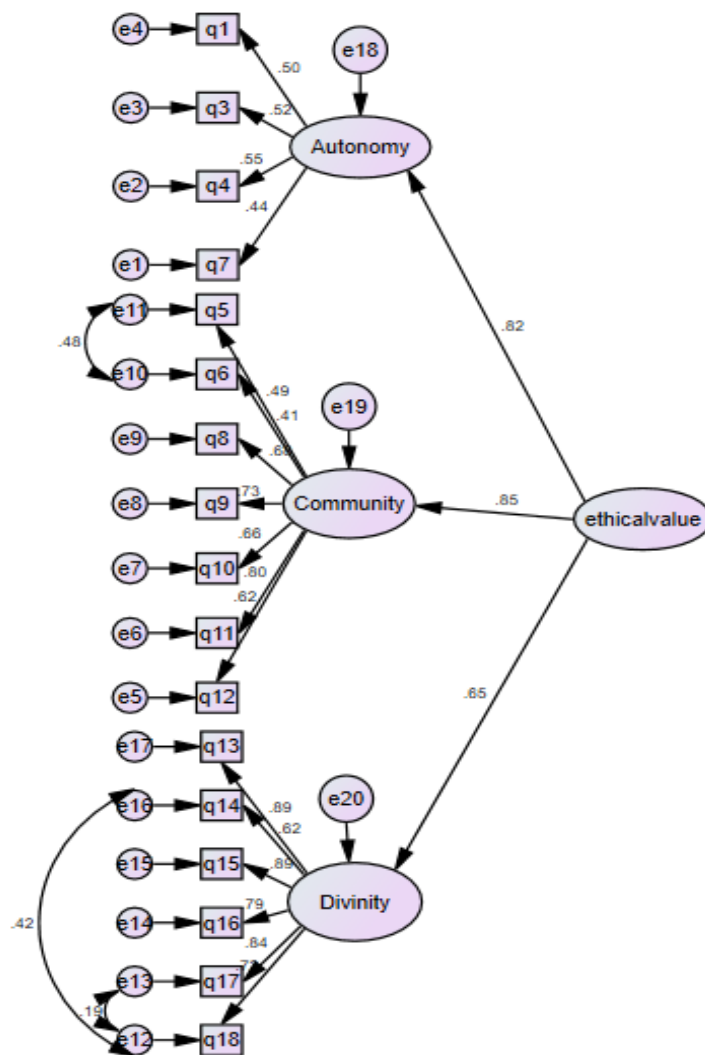 e4 q1
e18
.50
e3 q3
.52
Autonomy
.55
e2 q4
.44
e1 q7
e11 q5
.82
.48
e10 q6
.49
e19
.41
e9 q8
e8 q9 .73 Community .85 ethicalvalue
.66
e7 q10 .80
.62
e6 q11
e5 q12
.65
e17 q13
e20
e16 q14 .89
.62
e15 q15 .89
Divinity
e14 q16 .79
.42
.84
e13 q17
.19
e12 q18